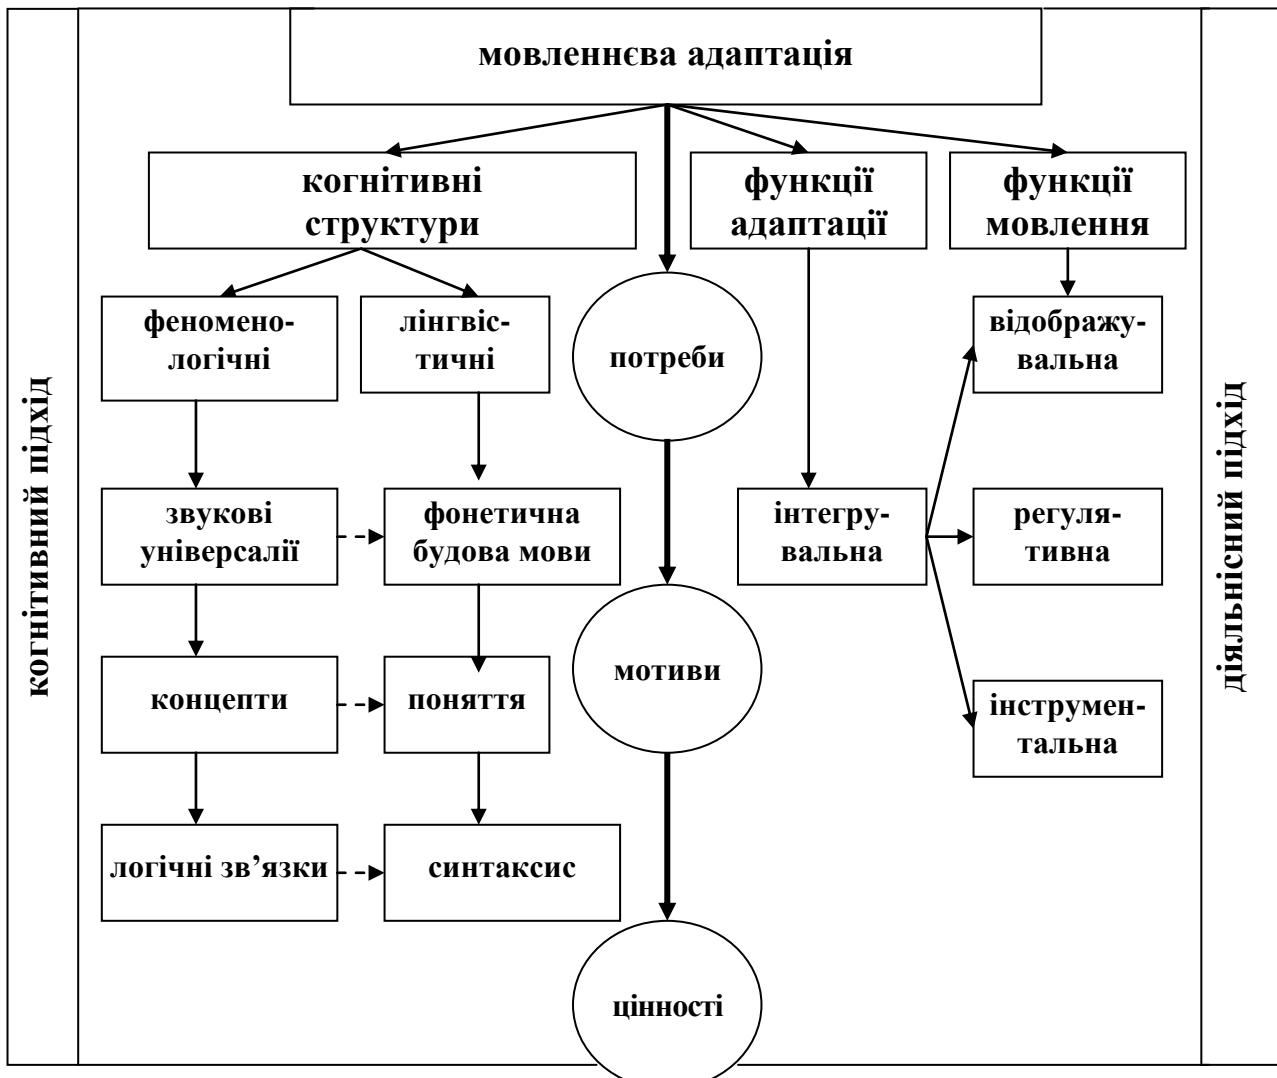 мовленнєва адаптація
когнітивні
структури
функції
адаптації
функції
мовлення
феномено-
логічні
лінгвіс-
тичні
потреби
відображу-
вальна
когнітивний підхід
діяльнісний підхід
звукові
універсалії
фонетична
будова мови
інтегру-
вальна
регуля-
тивна
концепти
поняття
мотиви
інструмен-
тальна
логічні зв’язки
синтаксис
цінності